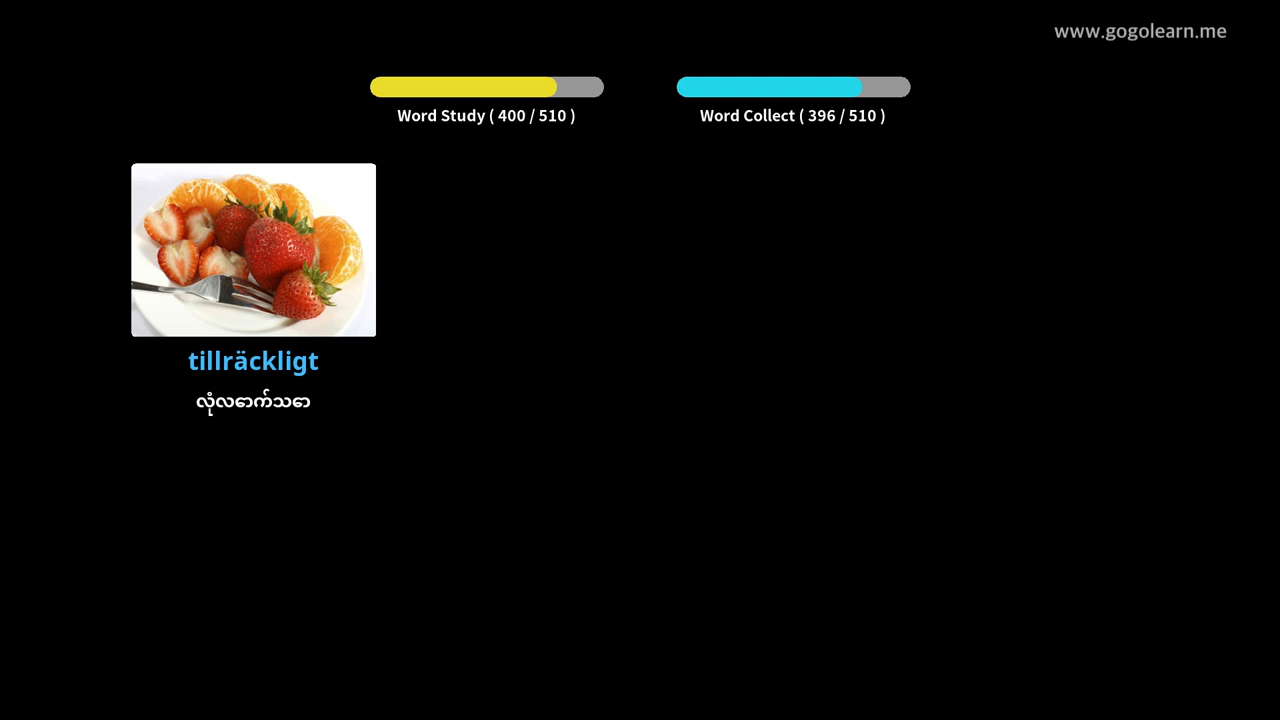 www.gogolearn.me
Word Study ( 400 / 510 )
Word Collect ( 396 / 510 )
tillräckligt
လုံလောက်သော